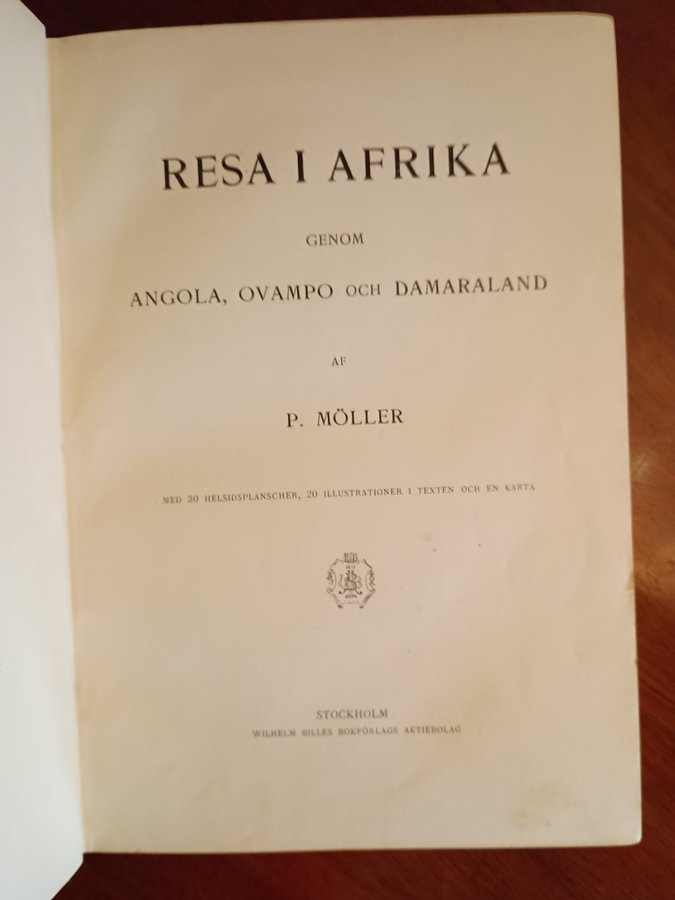 RESA I AFRIKA
GENOM
ANGOLA, OVAMPO OCH DAMARALAND
AF
P. MÖLLER
MED 30 HELSIDSPLANSCHER, 20 ILLUSTRATIONER I TEXTEN OCH EN KARTA
STOCKHOLM
WILHELM BILLES BOKFÖRLAGS AKTIEBOLAG